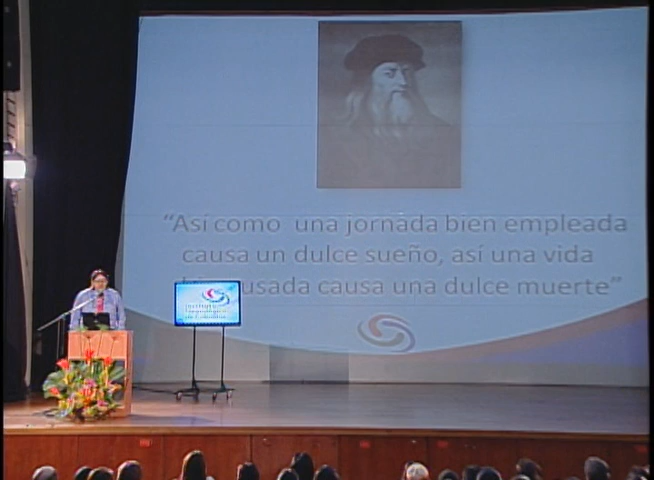 “Así como una jornada bien empleada
causa un dulce sueño, así una vida
usada causa una dulce muerte”